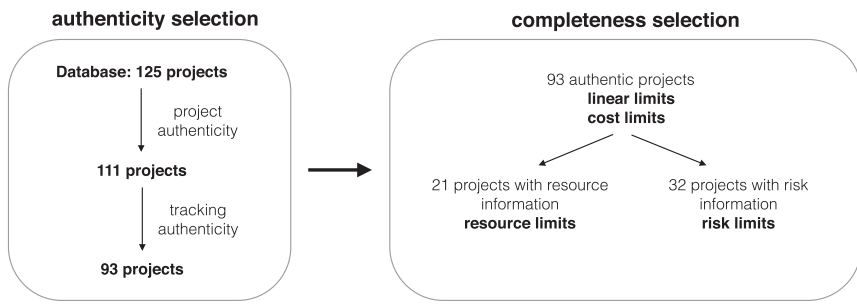 authenticity selection
Database: 125 projects
project
authenticity
111 projects
tracking
authenticity
93 projects
completeness selection
93 authentic projects
linear limits
cost limits
21 projects with resource
information
resource limits
32 projects with risk
information
risk limits